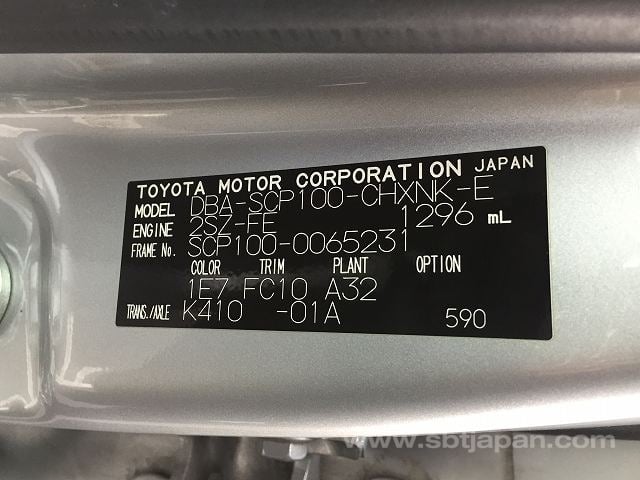 TOYOTA MOTOR CORPORATION JAPAN
MODEL DBA-SCP100-CHXNK-E
ENGINE 2SZ-FE 1296 mL
FRAME No. SCP100-0065231
COLOR TRIM PLANT OPTION
1E7 FC10 A32
TRANS./AXLE K410 -01A 590
www.sbtjapan.com